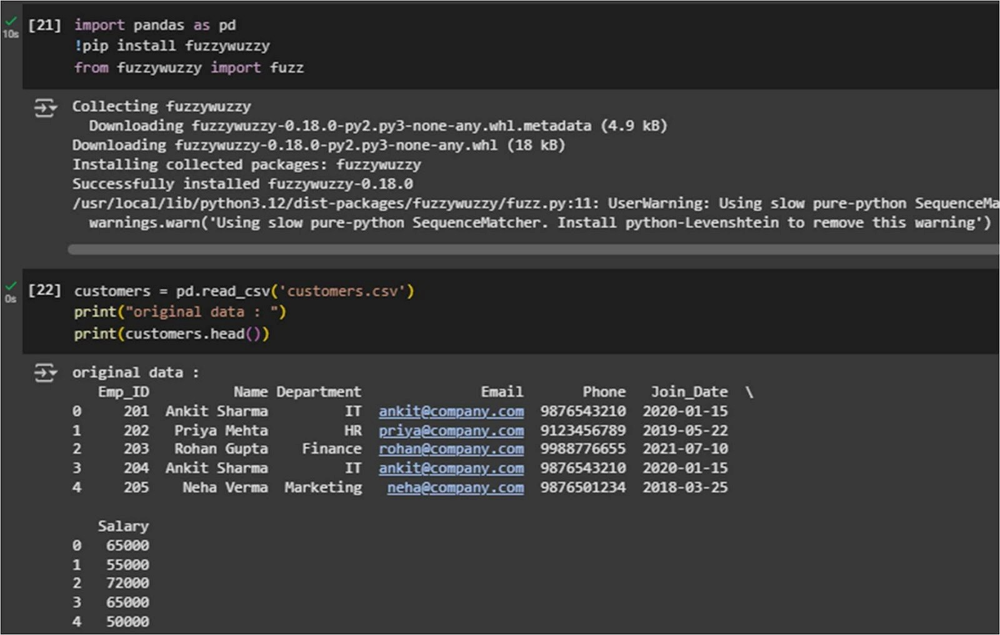 10s
[21] import pandas as pd
!pip install fuzzywuzzy
from fuzzywuzzy import fuzz
Collecting fuzzywuzzy
  Downloading fuzzywuzzy-0.18.0-py2.py3-none-any.whl.metadata (4.9 kB)
Downloading fuzzywuzzy-0.18.0-py2.py3-none-any.whl (18 kB)
Installing collected packages: fuzzywuzzy
Successfully installed fuzzywuzzy-0.18.0
/usr/local/lib/python3.12/dist-packages/fuzzywuzzy/fuzz.py:11: UserWarning: Using slow pure-python SequenceMa
  warnings.warn('Using slow pure-python SequenceMatcher. Install python-Levenshtein to remove this warning')
0s
[22] customers = pd.read_csv('customers.csv')
print("original data : ")
print(customers.head())
original data :
   Emp_ID          Name Department              Email       Phone   Join_Date  \
0     201  Ankit Sharma         IT  ankit@company.com  9876543210  2020-01-15
1     202   Priya Mehta         HR  priya@company.com  9123456789  2019-05-22
2     203   Rohan Gupta    Finance  rohan@company.com  9988776655  2021-07-10
3     204  Ankit Sharma         IT  ankit@company.com  9876543210  2020-01-15
4     205    Neha Verma  Marketing   neha@company.com  9876501234  2018-03-25
   Salary
0   65000
1   55000
2   72000
3   65000
4   50000